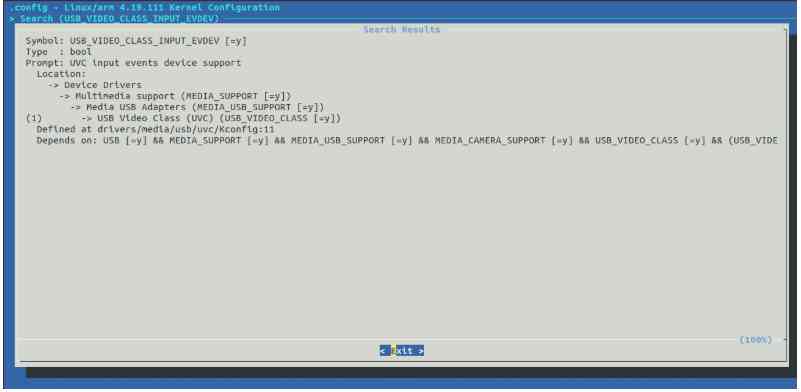 .config - Linux/arm 4.19.111 Kernel Configuration
> Search (USB_VIDEO_CLASS_INPUT_EVDEV)
Search Results
Symbol: USB_VIDEO_CLASS_INPUT_EVDEV [=y]
Type : bool
Prompt: UVC input events device support
Location:
-> Device Drivers
-> Multimedia support (MEDIA_SUPPORT [=y])
-> Media USB Adapters (MEDIA_USB_SUPPORT [=y])
(1) -> USB Video Class (UVC) (USB_VIDEO_CLASS [=y])
Defined at drivers/media/usb/uvc/Kconfig:11
Depends on: USB [=y] && MEDIA_SUPPORT [=y] && MEDIA_USB_SUPPORT [=y] && MEDIA_CAMERA_SUPPORT [=y] && USB_VIDEO_CLASS [=y] && (USB_VIDE
(100%)
< Exit >